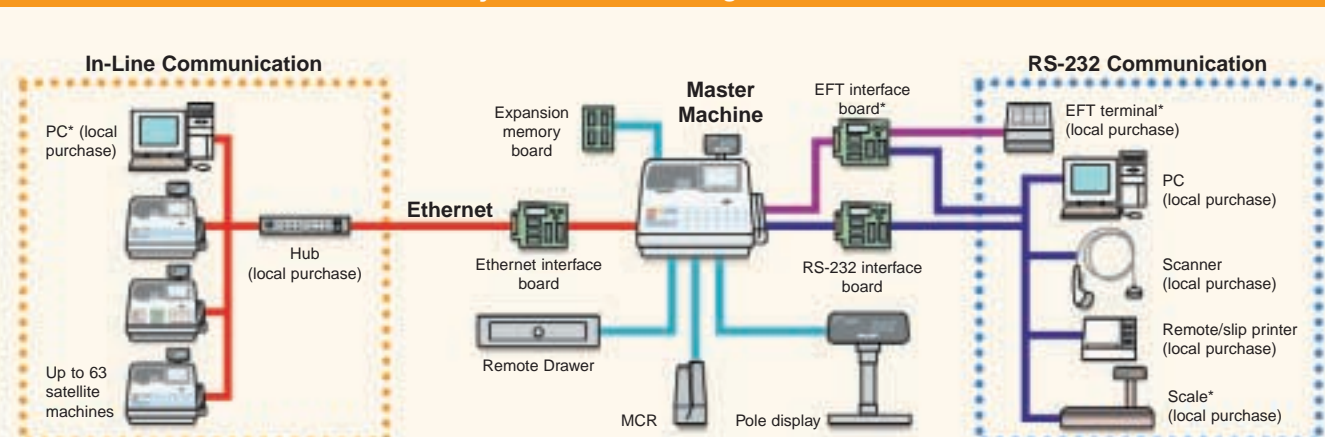 In-Line Communication
PC* (local
purchase)
Up to 63
satellite
machines
Hub
(local purchase)
Ethernet
Ethernet interface
board
Expansion
memory
board
Master
Machine
EFT interface
board*
RS-232 interface
board
Remote Drawer
MCR
Pole display
RS-232 Communication
EFT terminal*
(local purchase)
PC
(local purchase)
Scanner
(local purchase)
Remote/slip printer
(local purchase)
Scale*
(local purchase)